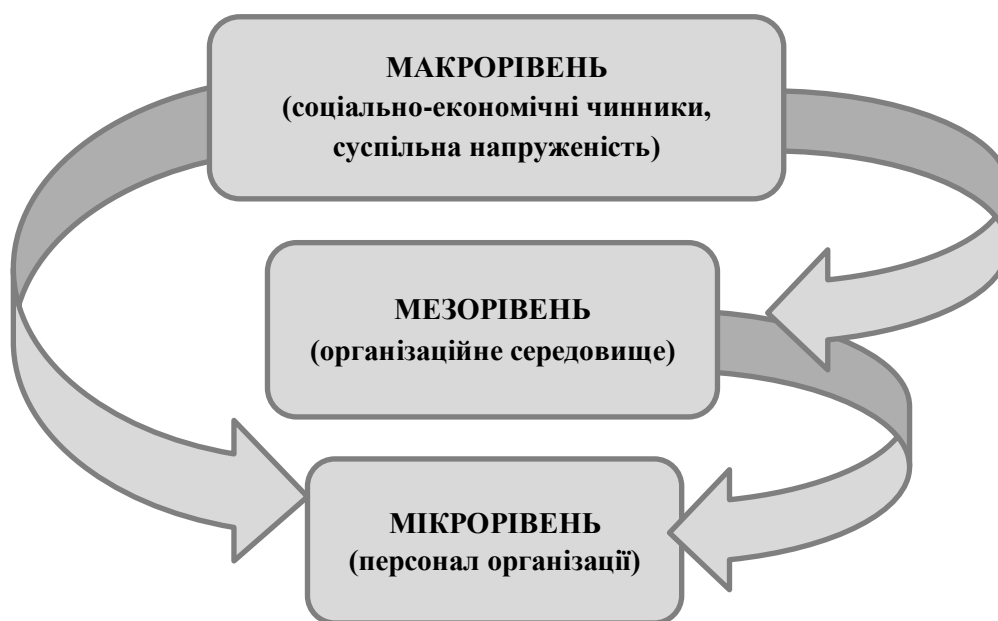 МАКРОРІВЕНЬ
(соціально-економічні чинники,
суспільна напруженість)
МЕЗОРІВЕНЬ
(організаційне середовище)
МІКРОРІВЕНЬ
(персонал організації)